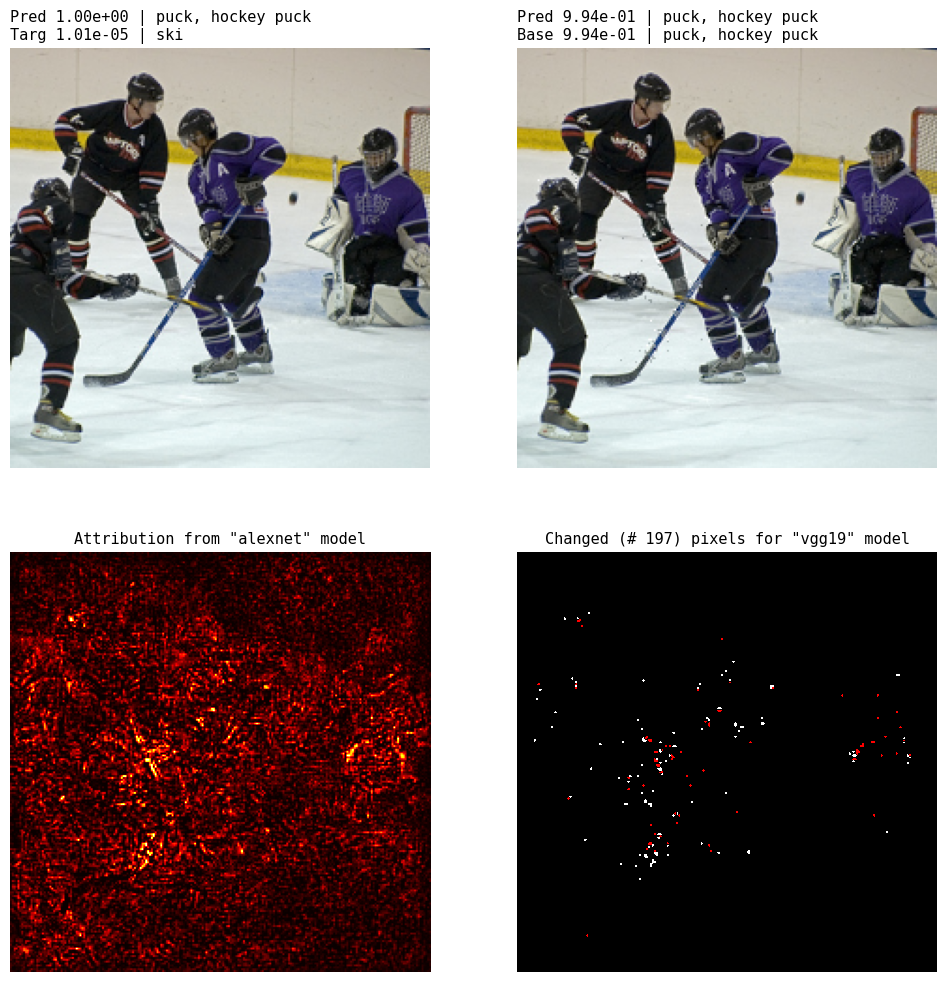 Pred 1.00e+00 | puck, hockey puck
Targ 1.01e-05 | ski
Pred 9.94e-01 | puck, hockey puck
Base 9.94e-01 | puck, hockey puck
A
A
Attribution from "alexnet" model
Changed (# 197) pixels for "vgg19" model